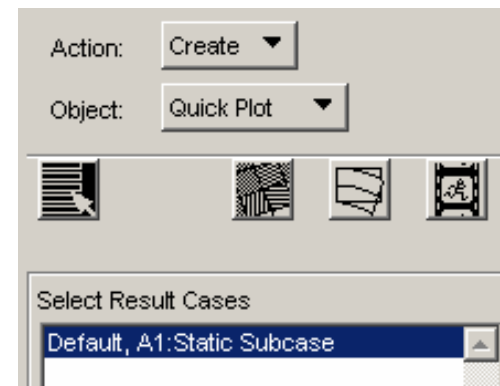 Action: Create
Object: Quick Plot
Select Result Cases
Default, A1:Static Subcase